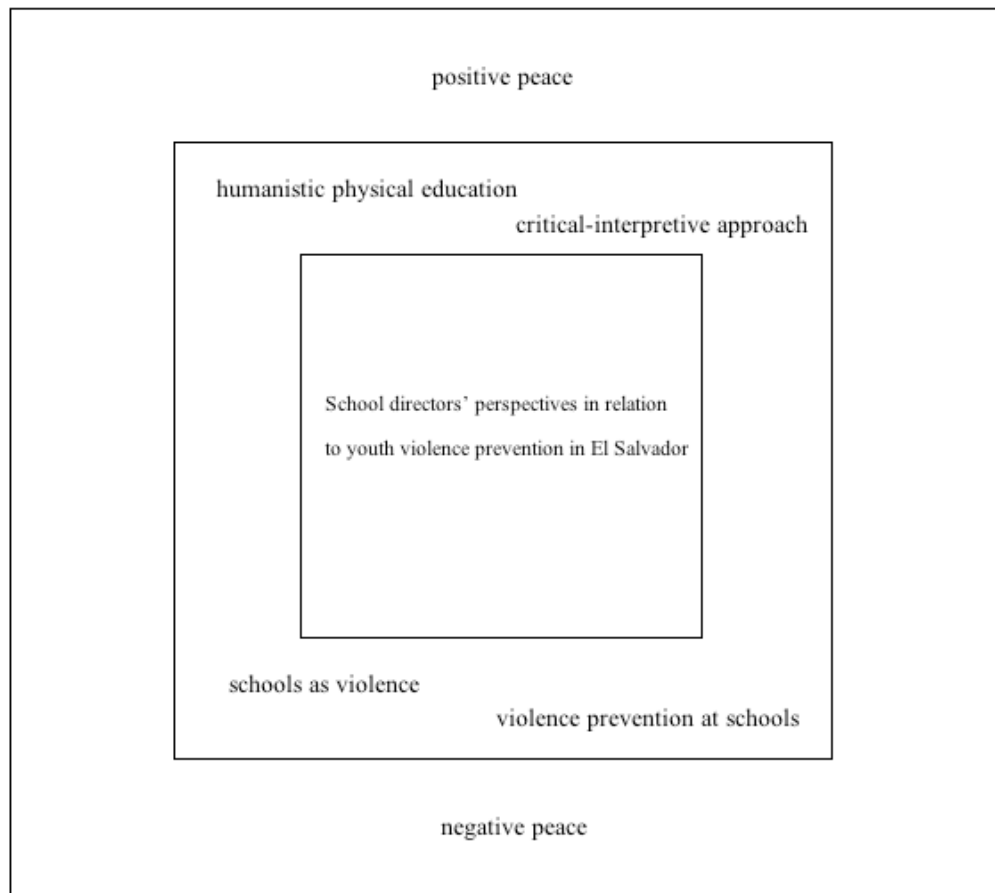 positive peace
humanistic physical education
critical-interpretive approach
School directors’ perspectives in relation
to youth violence prevention in El Salvador
schools as violence
violence prevention at schools
negative peace